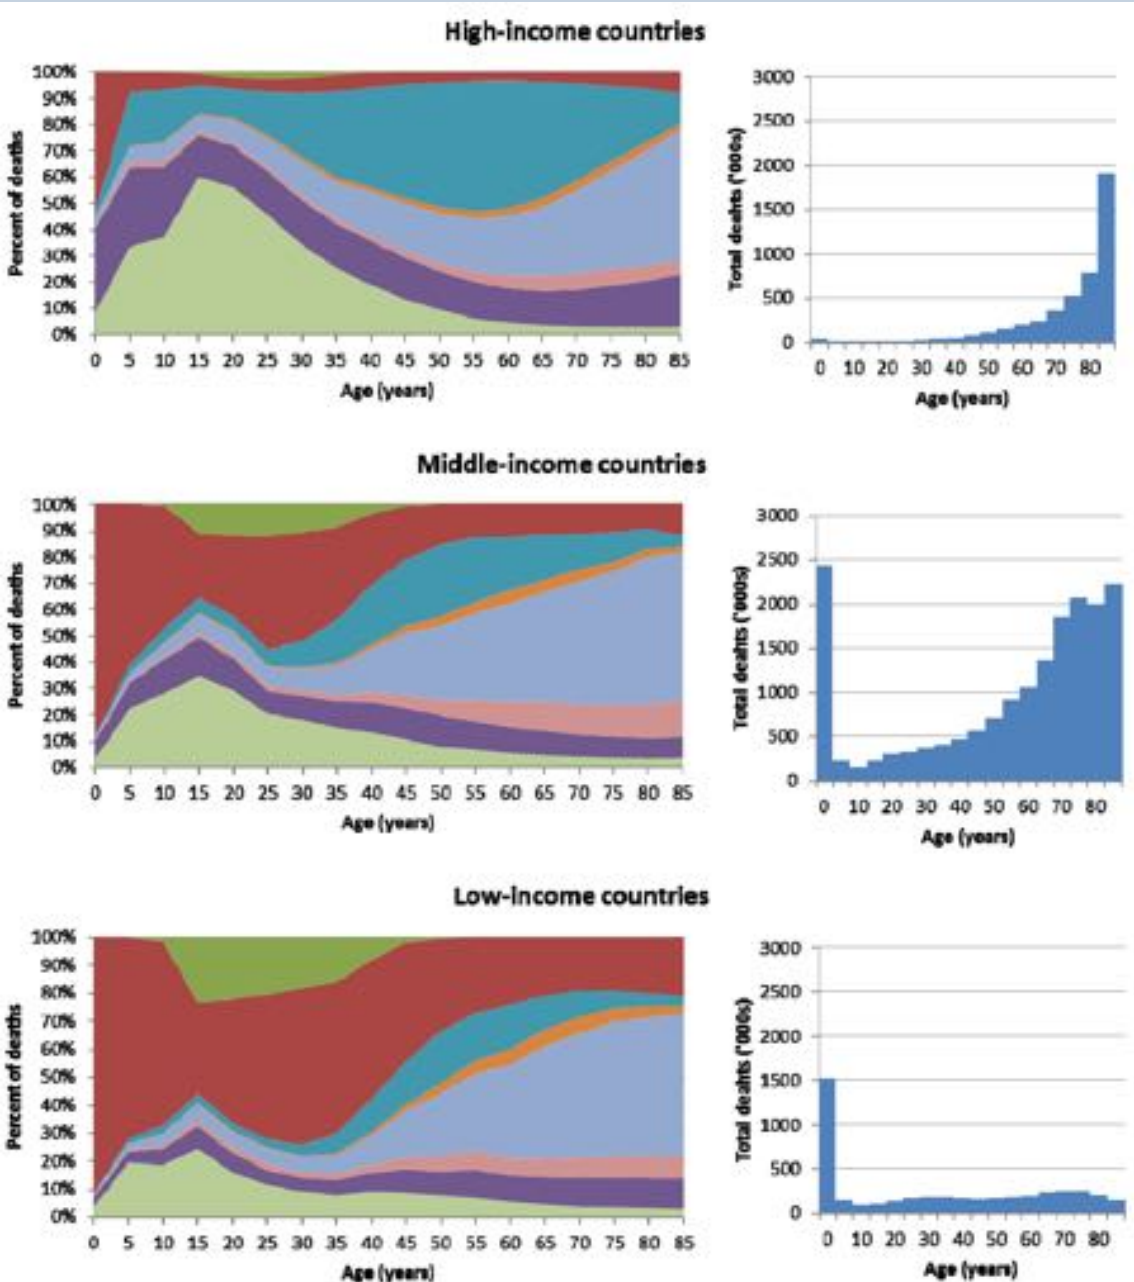 High-income countries
100%
90%
80%
70%
60%
50%
40%
30%
20%
10%
0%
Percent of deaths
0 5 10 15 20 25 30 35 40 45 50 55 60 65 70 75 80 85
Age (years)
3000
2500
2000
1500
1000
500
0
Total deahts ('000s)
0 10 20 30 40 50 60 70 80
Age (years)
Middle-income countries
100%
90%
80%
70%
60%
50%
40%
30%
20%
10%
0%
Percent of deaths
0 5 10 15 20 25 30 35 40 45 50 55 60 65 70 75 80 85
Age (years)
3000
2500
2000
1500
1000
500
0
Total deahts ('000s)
0 10 20 30 40 50 60 70 80
Age (years)
Low-income countries
100%
90%
80%
70%
60%
50%
40%
30%
20%
10%
0%
Percent of deaths
0 5 10 15 20 25 30 35 40 45 50 55 60 65 70 75 80 85
Age (years)
3000
2500
2000
1500
1000
500
0
Total deahts ('000s)
0 10 20 30 40 50 60 70 80
Age (years)